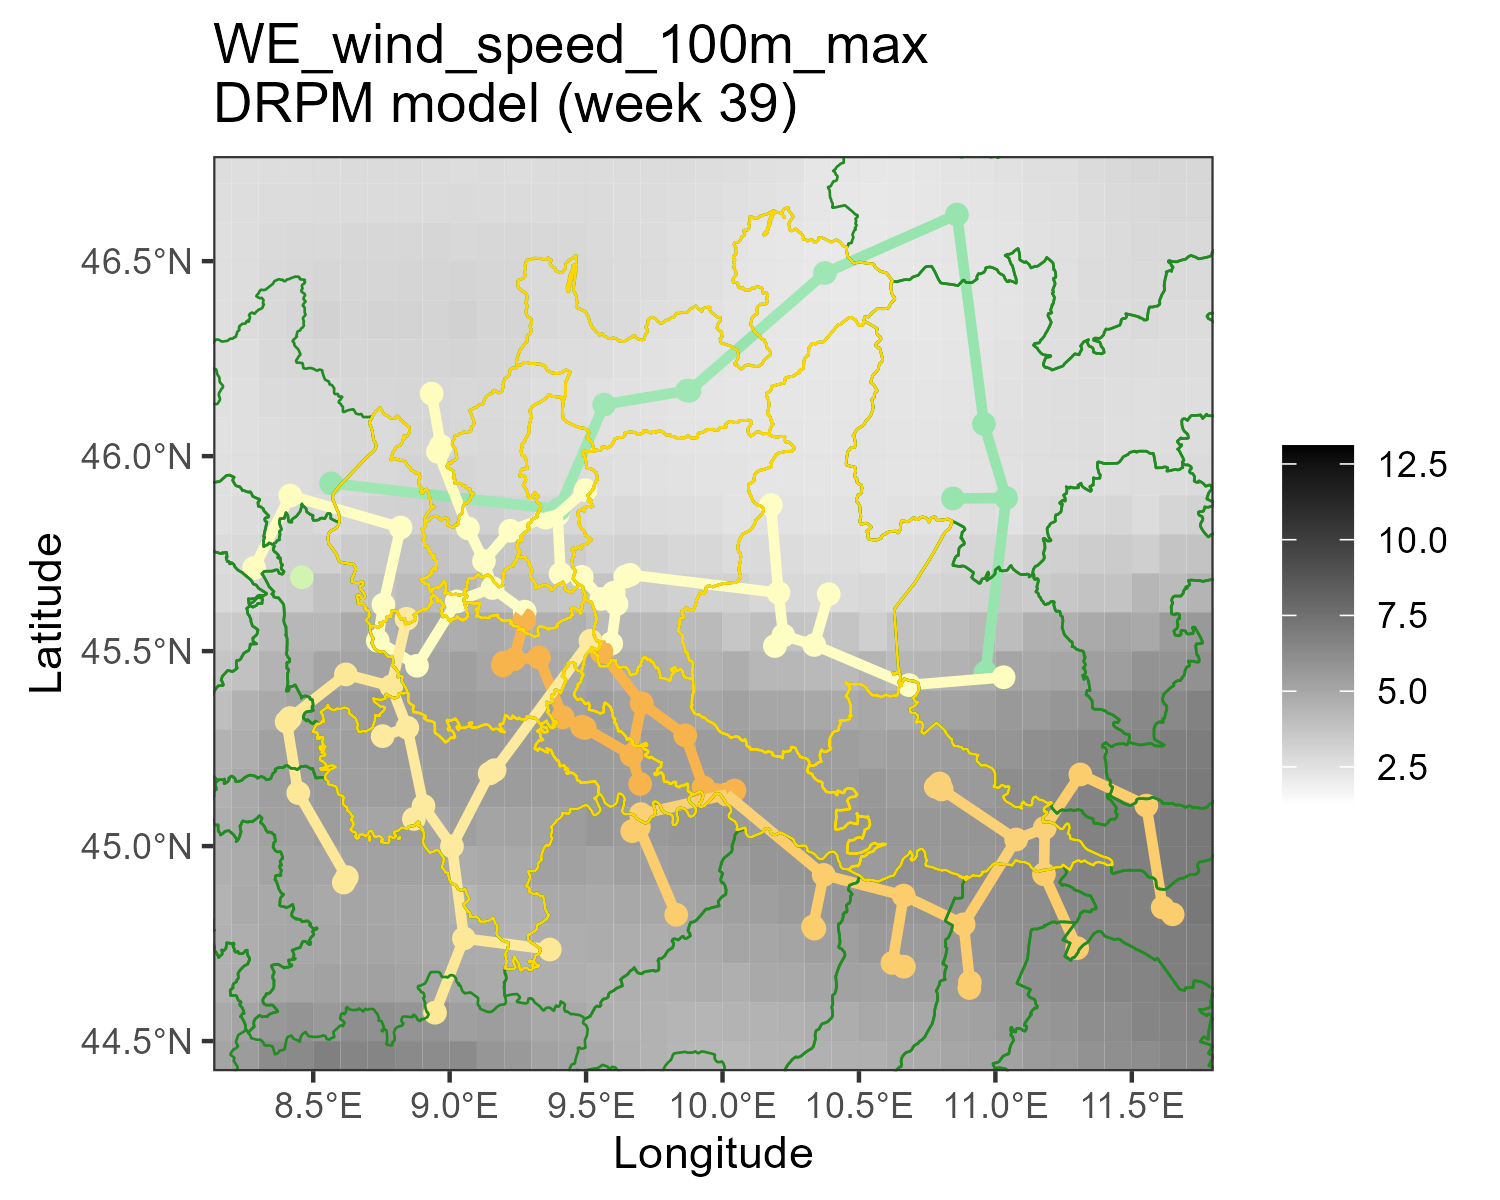 WE_wind_speed_100m_max
DRPM model (week 39)
46.5°N
46.0°N
45.5°N
45.0°N
44.5°N
Latitude
8.5°E
9.0°E
9.5°E
10.0°E
10.5°E
11.0°E
11.5°E
Longitude
12.5
10.0
7.5
5.0
2.5